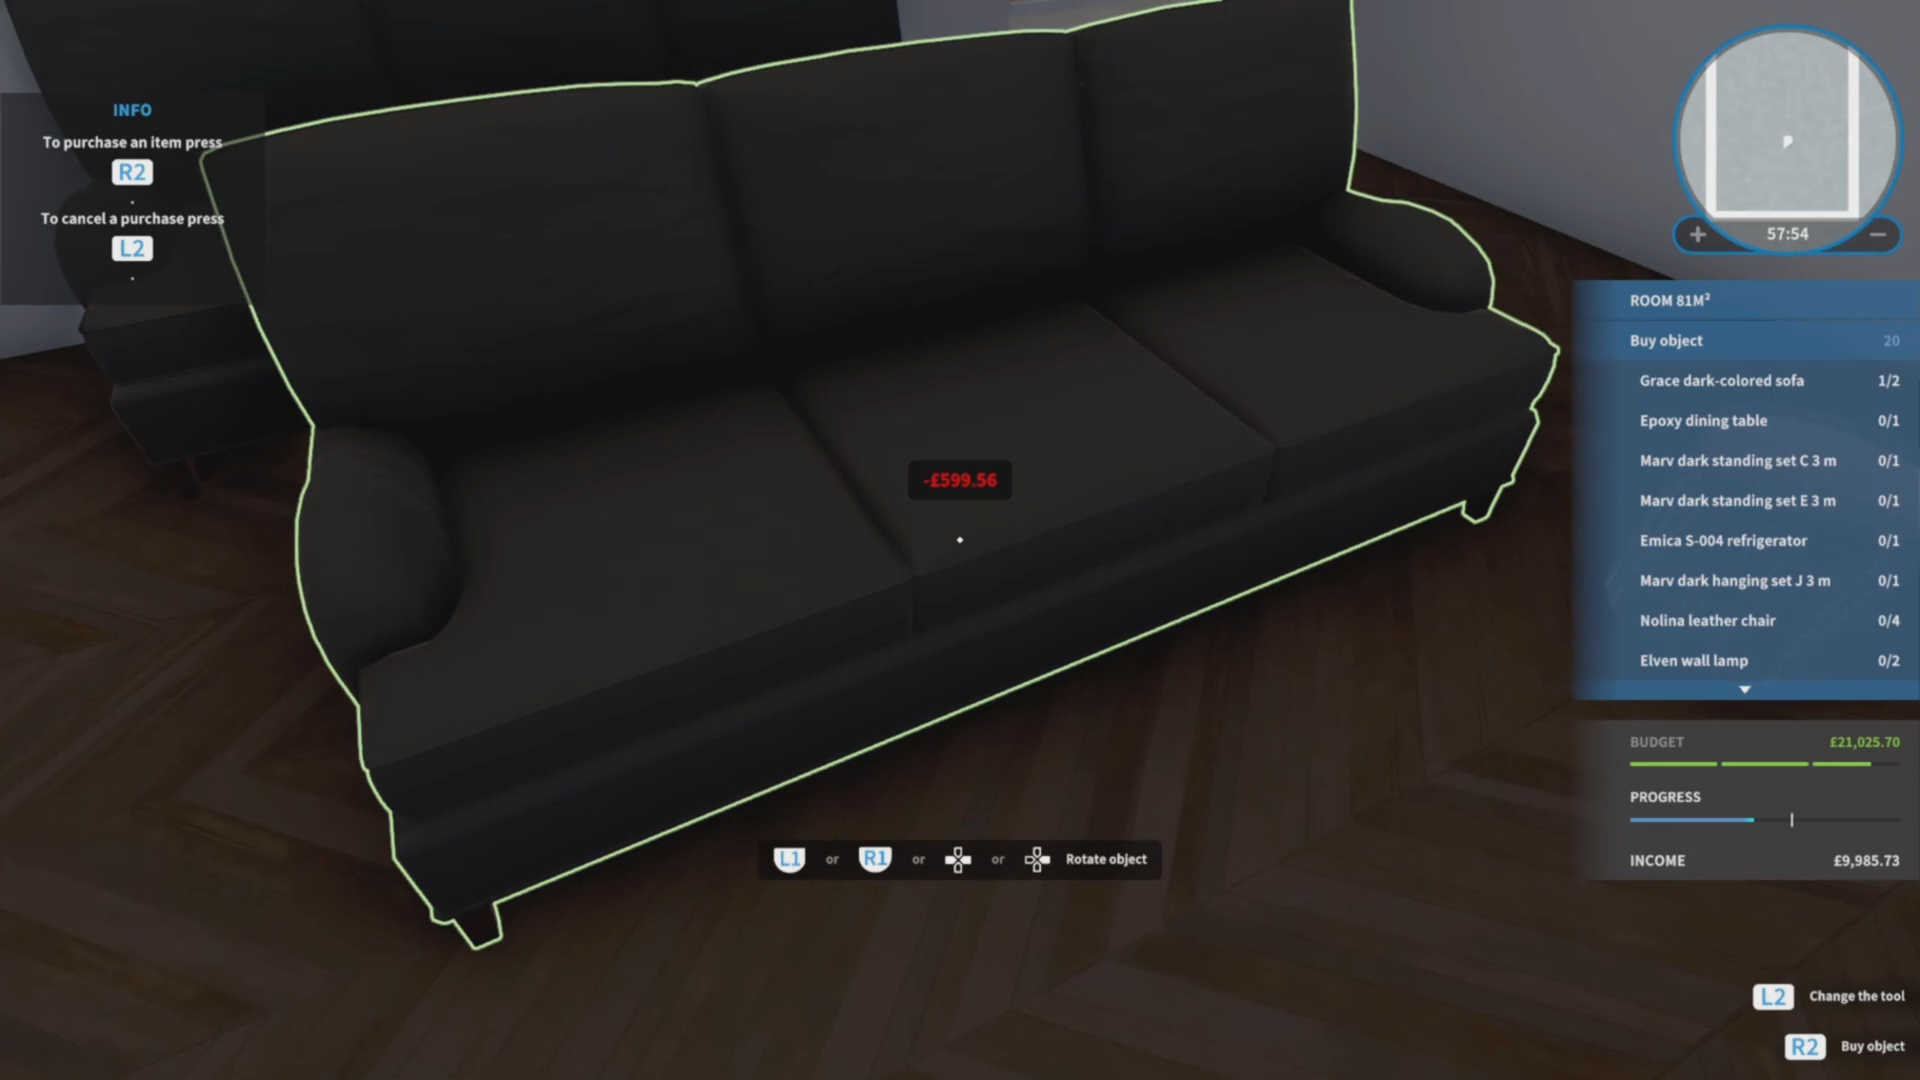 INFO
To purchase an item press
R2
.
To cancel a purchase press
L2
.
-£599.56
L1 or R1 or or Rotate object
+ 57:54 −
ROOM 81M²
Buy object 20
Grace dark-colored sofa 1/2
Epoxy dining table 0/1
Marv dark standing set C 3 m 0/1
Marv dark standing set E 3 m 0/1
Emica S-004 refrigerator 0/1
Marv dark hanging set J 3 m 0/1
Nolina leather chair 0/4
Elven wall lamp 0/2
BUDGET £21,025.70
PROGRESS
INCOME £9,985.73
L2 Change the tool
R2 Buy object